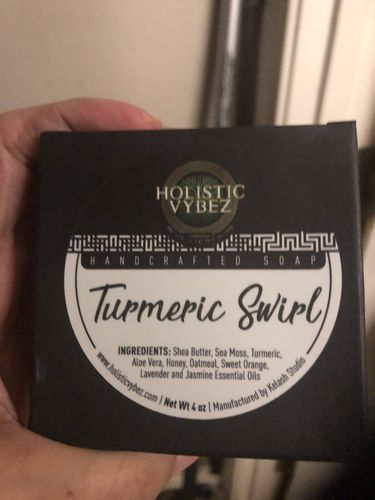 HOLISTIC
VYBEZ
HANDCRAFTED SOAP
Turmeric Swirl
INGREDIENTS: Shea Butter, Sea Moss, Turmeric,
Aloe Vera, Honey, Oatmeal, Sweet Orange,
Lavender and Jasmine Essential Oils
www.holisticvybez.com / Net Wt 4 oz | Manufactured by Kelash Studio